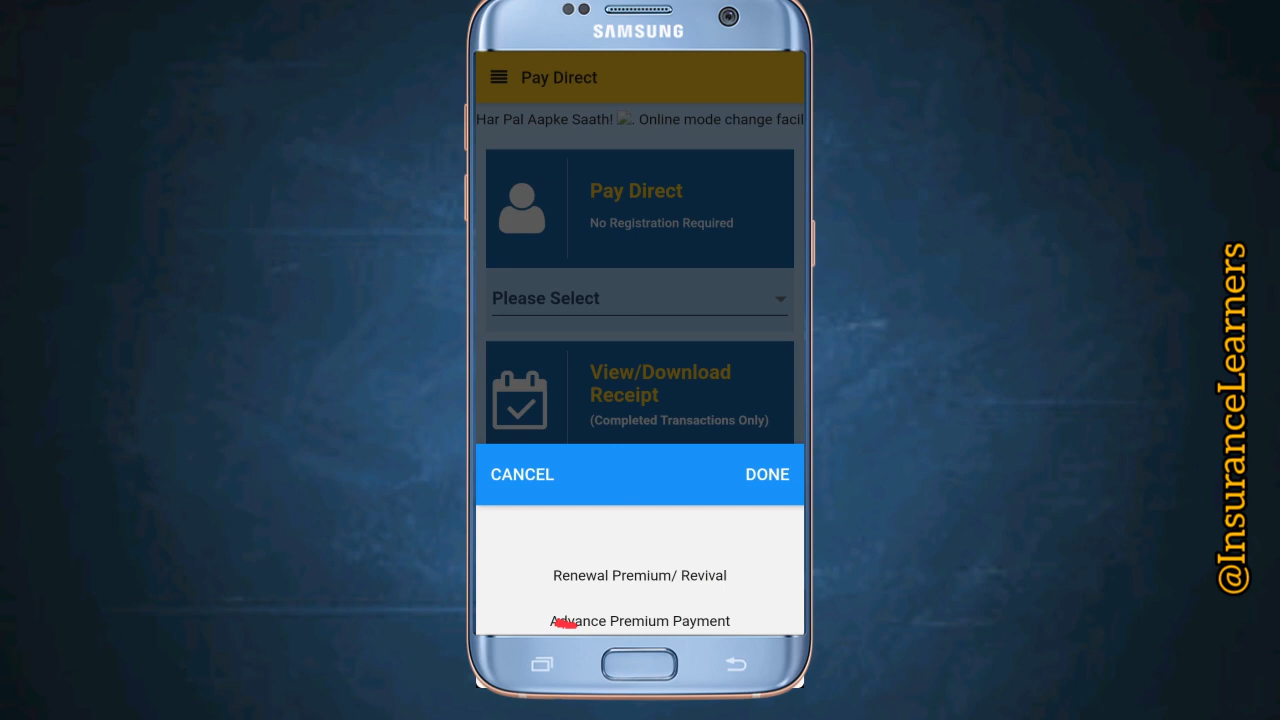 SAMSUNG
Pay Direct
Har Pal Aapke Saath! . Online mode change facil
Pay Direct
No Registration Required
Please Select
View/Download
Receipt
(Completed Transactions Only)
CANCEL
DONE
Renewal Premium/ Revival
Advance Premium Payment
@InsuranceLearners